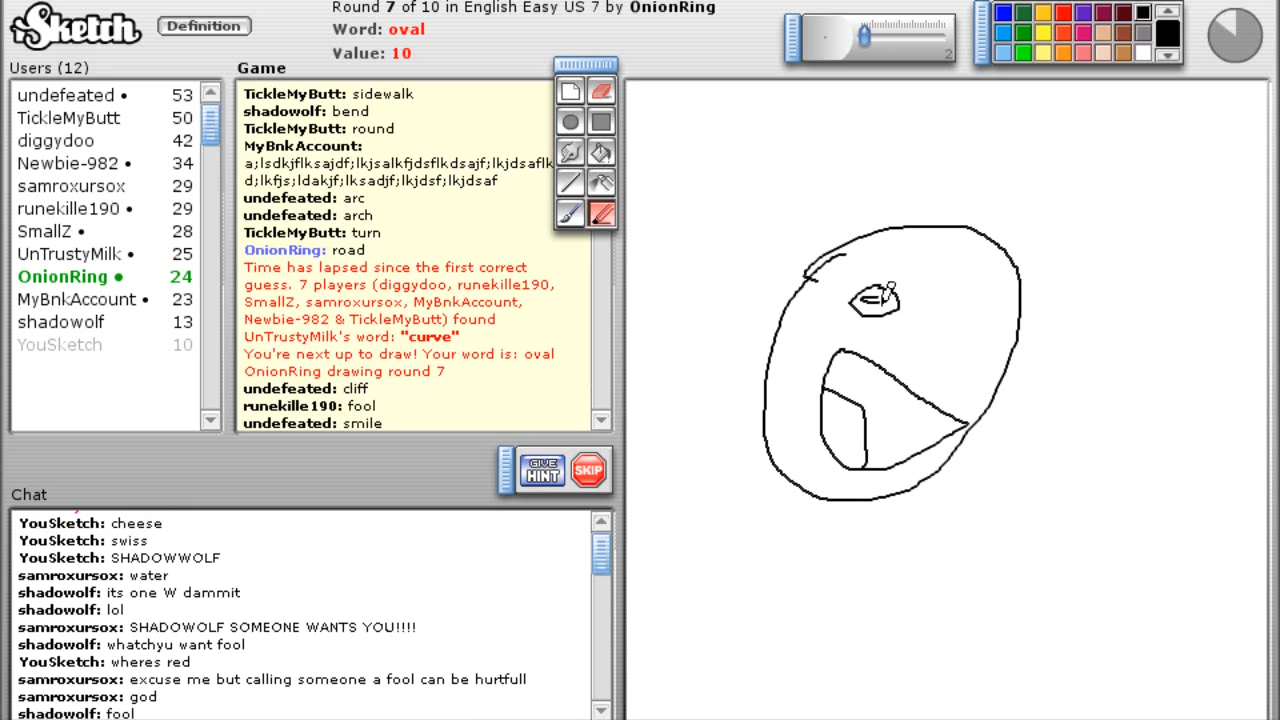 iSketch
Definition
Round 7 of 10 in English Easy US 7 by OnionRing
Word: oval
Value: 10
2
Users (12)
undefeated • 53
TickleMyButt 50
diggydoo 42
Newbie-982 • 34
samroxursox 29
runekille190 • 29
SmallZ • 28
UnTrustyMilk • 25
OnionRing • 24
MyBnkAccount • 23
shadowolf 13
YouSketch 10
Game
TickleMyButt: sidewalk
shadowolf: bend
TickleMyButt: round
MyBnkAccount:
a;lsdkjflksajdf;lkjsalkfjdsflkdsajf;lkjdsaflk
d;lkfjs;ldakjf;lksadjf;lkjdsf;lkjdsaf
undefeated: arc
undefeated: arch
TickleMyButt: turn
OnionRing: road
Time has lapsed since the first correct
guess. 7 players (diggydoo, runekille190,
SmallZ, samroxursox, MyBnkAccount,
Newbie-982 & TickleMyButt) found
UnTrustyMilk's word: "curve"
You're next up to draw! Your word is: oval
OnionRing drawing round 7
undefeated: cliff
runekille190: fool
undefeated: smile
GIVE
HINT
SKIP
Chat
YouSketch: cheese
YouSketch: swiss
YouSketch: SHADOWWOLF
samroxursox: water
shadowolf: its one W dammit
shadowolf: lol
samroxursox: SHADOWOLF SOMEONE WANTS YOU!!!!
shadowolf: whatchyu want fool
YouSketch: wheres red
samroxursox: excuse me but calling someone a fool can be hurtfull
samroxursox: god
shadowolf: fool